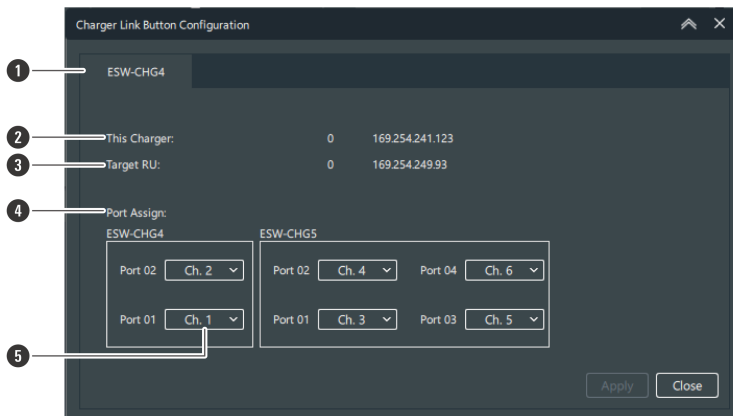 Charger Link Button Configuration
1
ESW-CHG4
2
This Charger: 0 169.254.241.123
3
Target RU: 0 169.254.249.93
4
Port Assign:
ESW-CHG4 ESW-CHG5
Port 02 Ch. 2 Port 02 Ch. 4 Port 04 Ch. 6
Port 01 Ch. 1 Port 01 Ch. 3 Port 03 Ch. 5
5
Apply Close